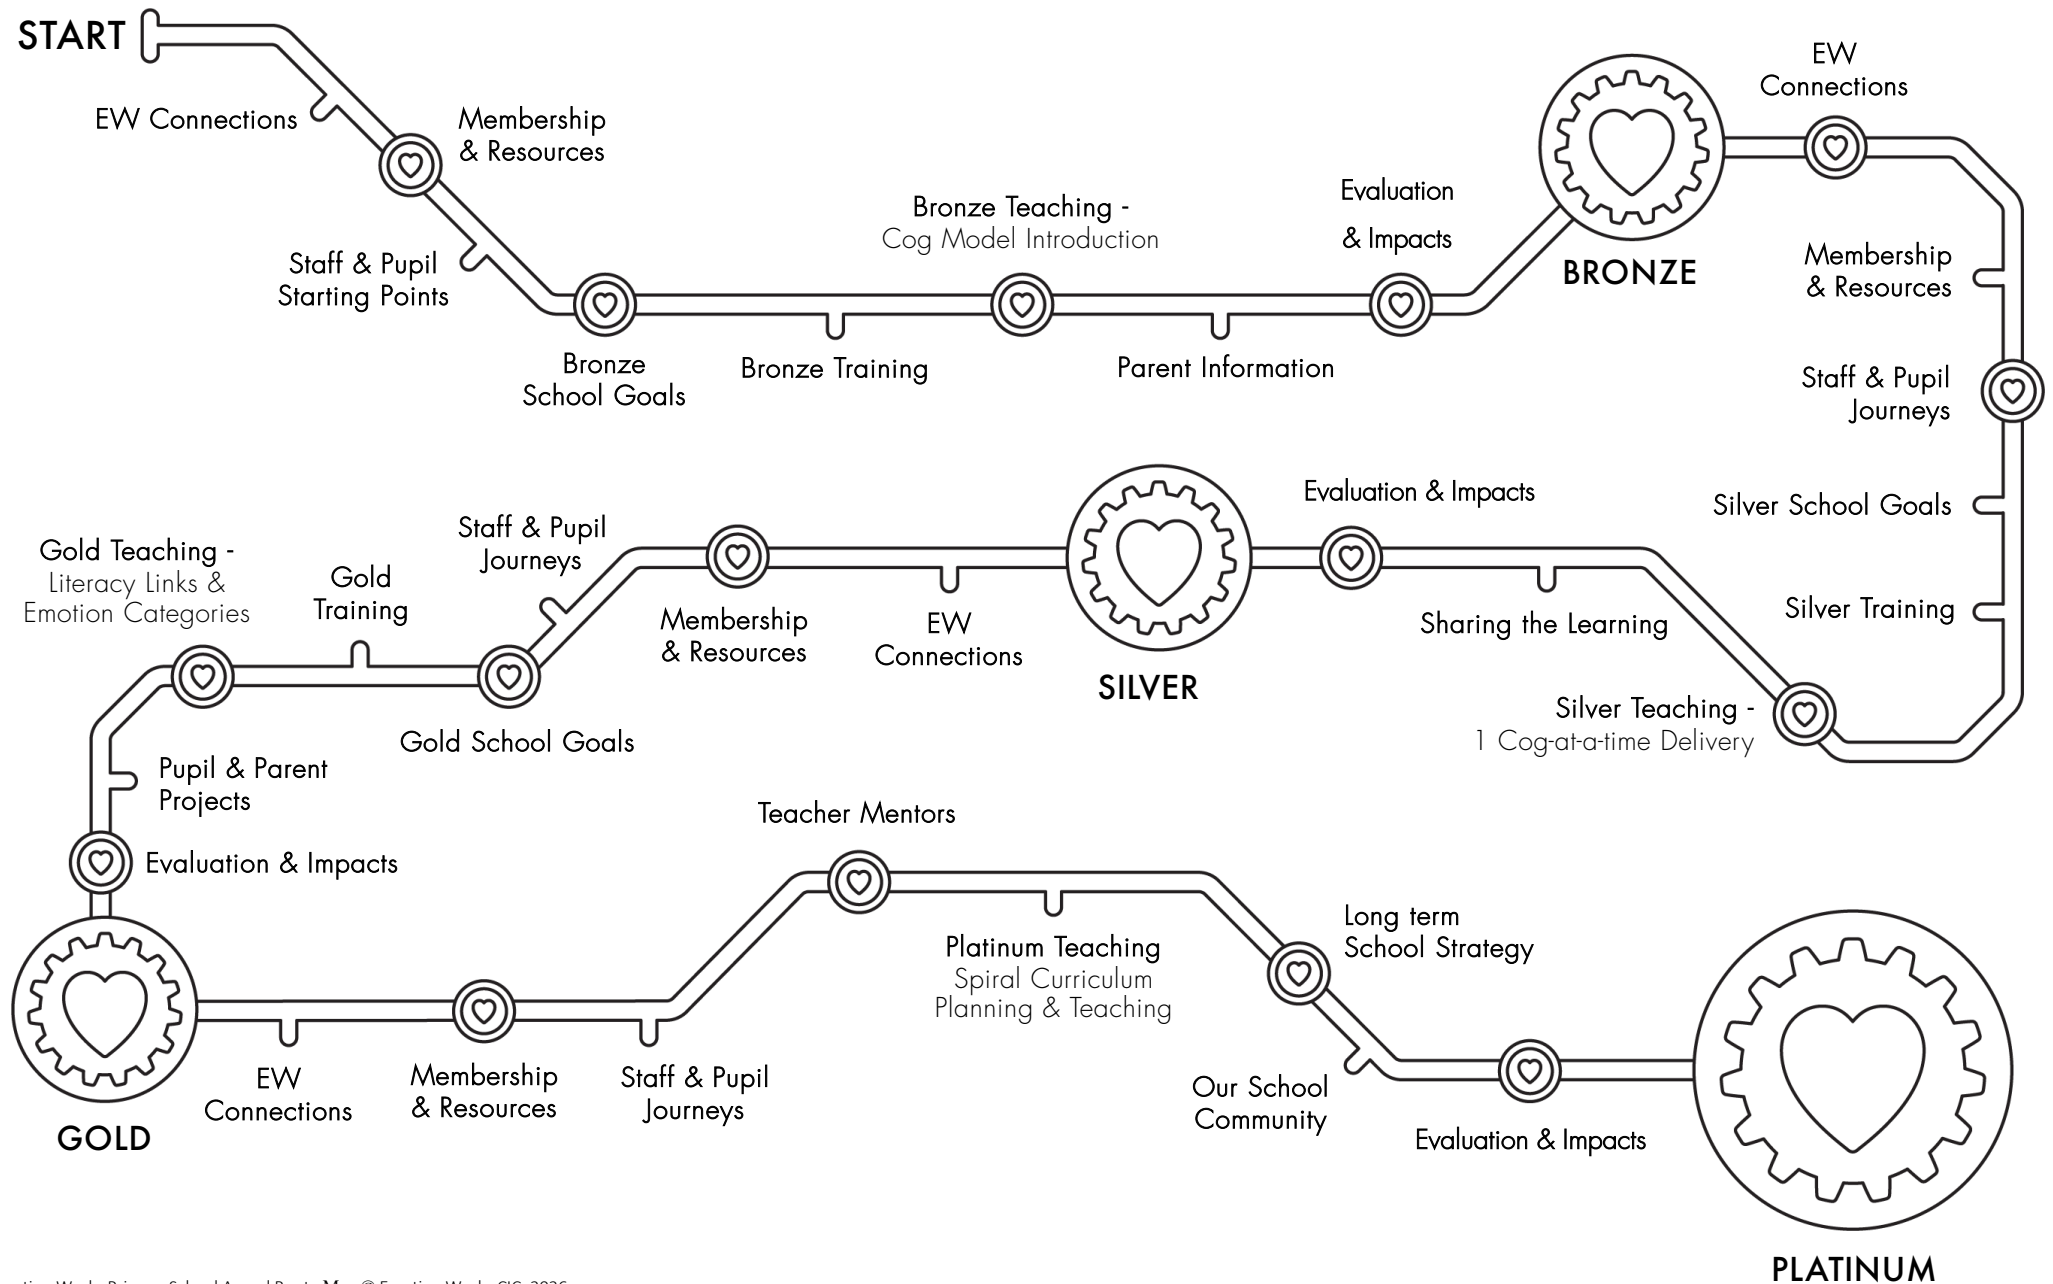 START
EW Connections
Membership
& Resources
Staff & Pupil
Starting Points
Bronze
School Goals
Bronze Training
Bronze Teaching -
Cog Model Introduction
Parent Information
Evaluation
& Impacts
BRONZE
EW
Connections
Membership
& Resources
Staff & Pupil
Journeys
Silver School Goals
Silver Training
Silver Teaching -
1 Cog-at-a-time Delivery
Sharing the Learning
Evaluation & Impacts
SILVER
EW
Connections
Membership
& Resources
Staff & Pupil
Journeys
Gold School Goals
Gold
Training
Gold Teaching -
Literacy Links &
Emotion Categories
Pupil & Parent
Projects
Evaluation & Impacts
GOLD
EW
Connections
Membership
& Resources
Staff & Pupil
Journeys
Teacher Mentors
Platinum Teaching
Spiral Curriculum
Planning & Teaching
Long term
School Strategy
Our School
Community
Evaluation & Impacts
PLATINUM